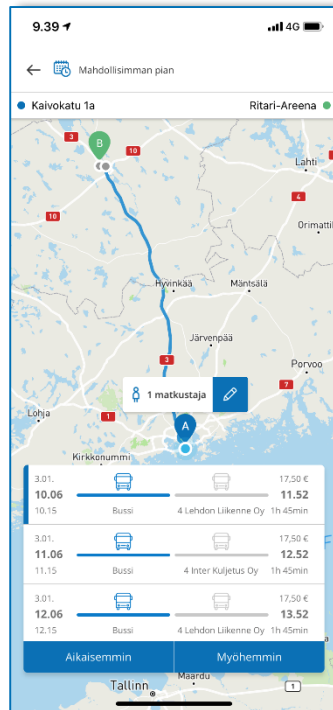 9.39
4G
Mahdollisimman pian
Kaivokatu 1a
Ritari-Areena
B
3
10
Lahti
4
10
Orimattil
Hyvinkää
Mäntsälä
Järvenpää
3
Porvoo
7
1 matkustaja
Lohja
1
A
Kirkkonummi
3.01. 17,50 €
10.06 11.52
10.15 Bussi 4 Lehdon Liikenne Oy 1h 45min
3.01. 17,50 €
11.06 12.52
11.15 Bussi 4 Inter Kuljetus Oy 1h 45min
3.01. 17,50 €
12.06 13.52
12.15 Bussi 4 Lehdon Liikenne Oy 1h 45min
Aikaisemmin Myöhemmin
Maardu
Tallinn
1